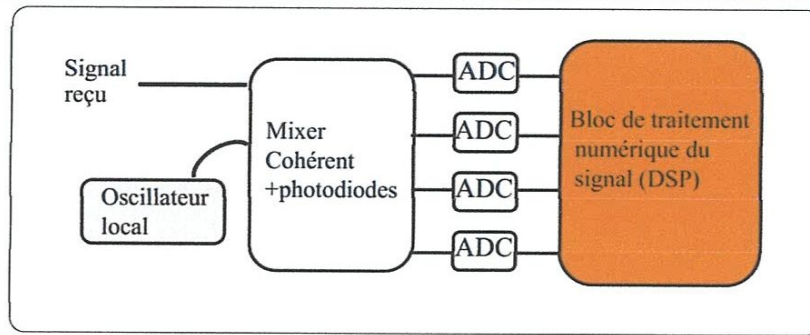 Signal
reçu
Oscillateur
local
Mixer
Cohérent
+photodiodes
ADC
ADC
ADC
ADC
Bloc de traitement
numérique du
signal (DSP)